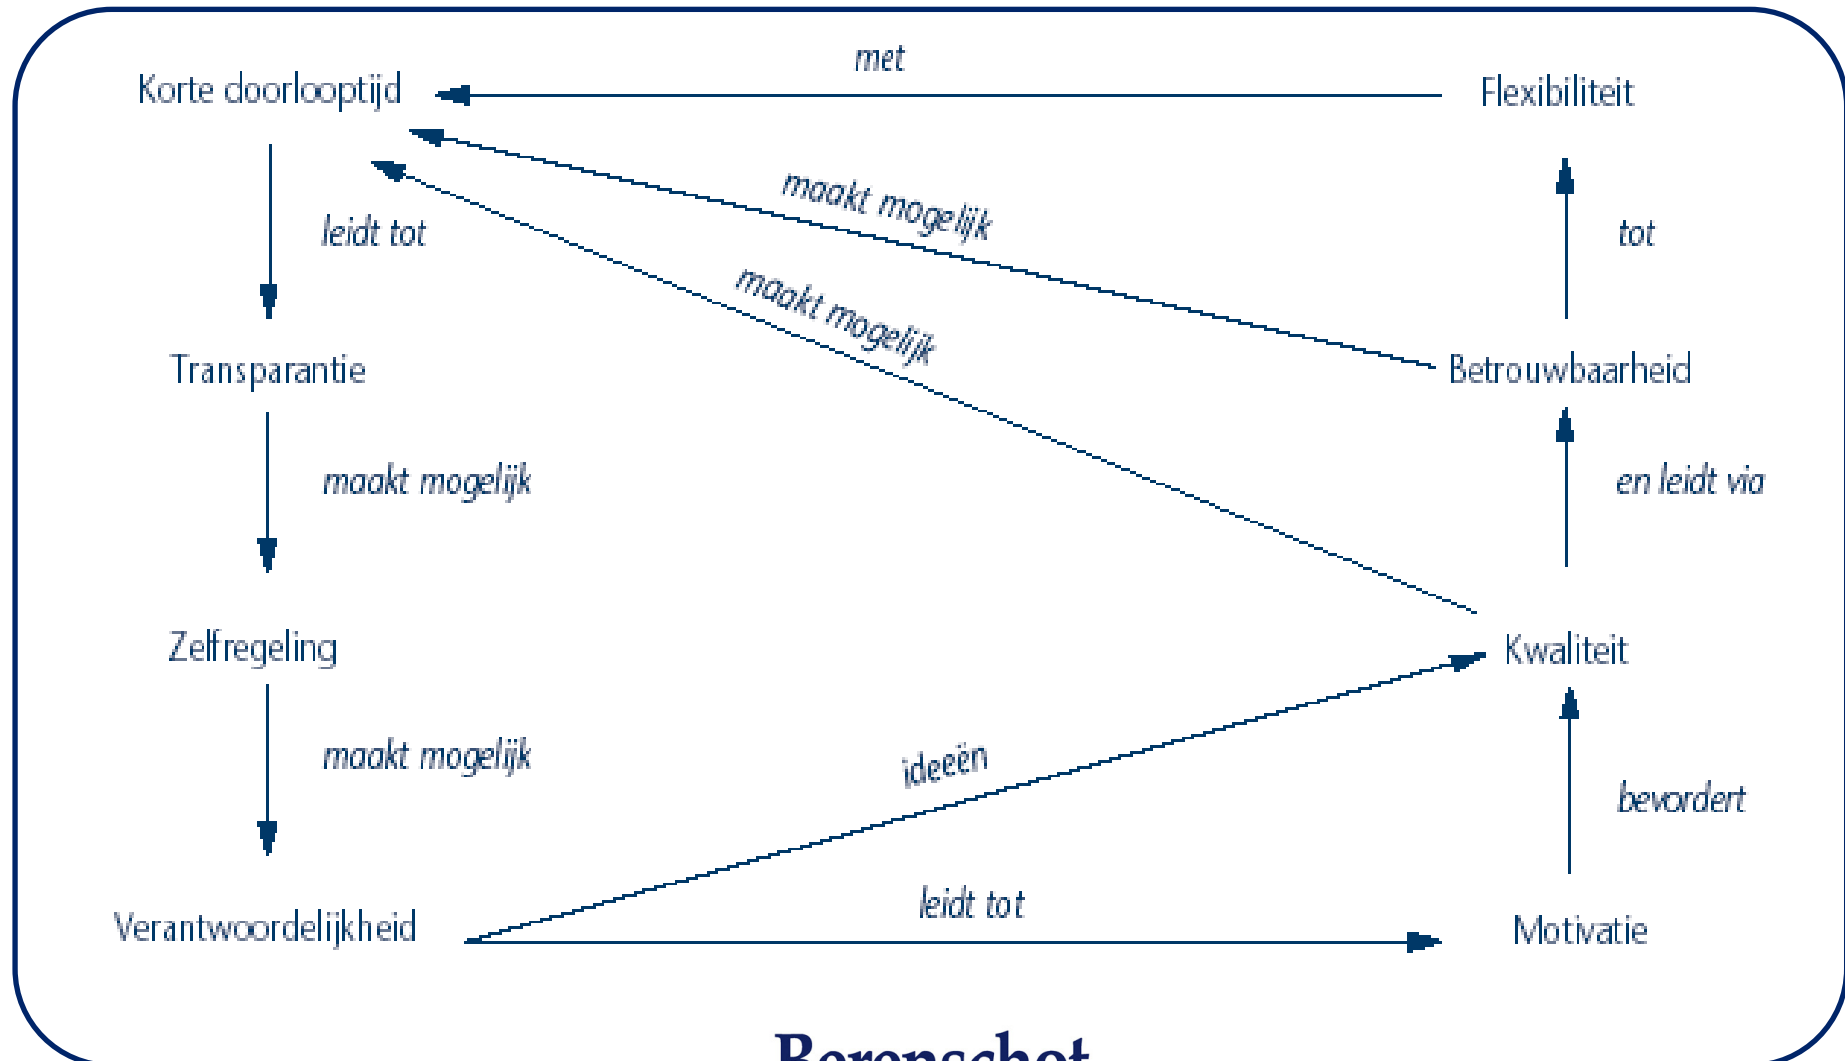 met
Korte doorlooptijd
Flexibiliteit
maakt mogelijk
leidt tot
tot
maakt mogelijk
Transparantie
Betrouwbaarheid
maakt mogelijk
en leidt via
Zelfregeling
Kwaliteit
maakt mogelijk
ideeën
bevordert
leidt tot
Verantwoordelijkheid
Motivatie
Berenschot